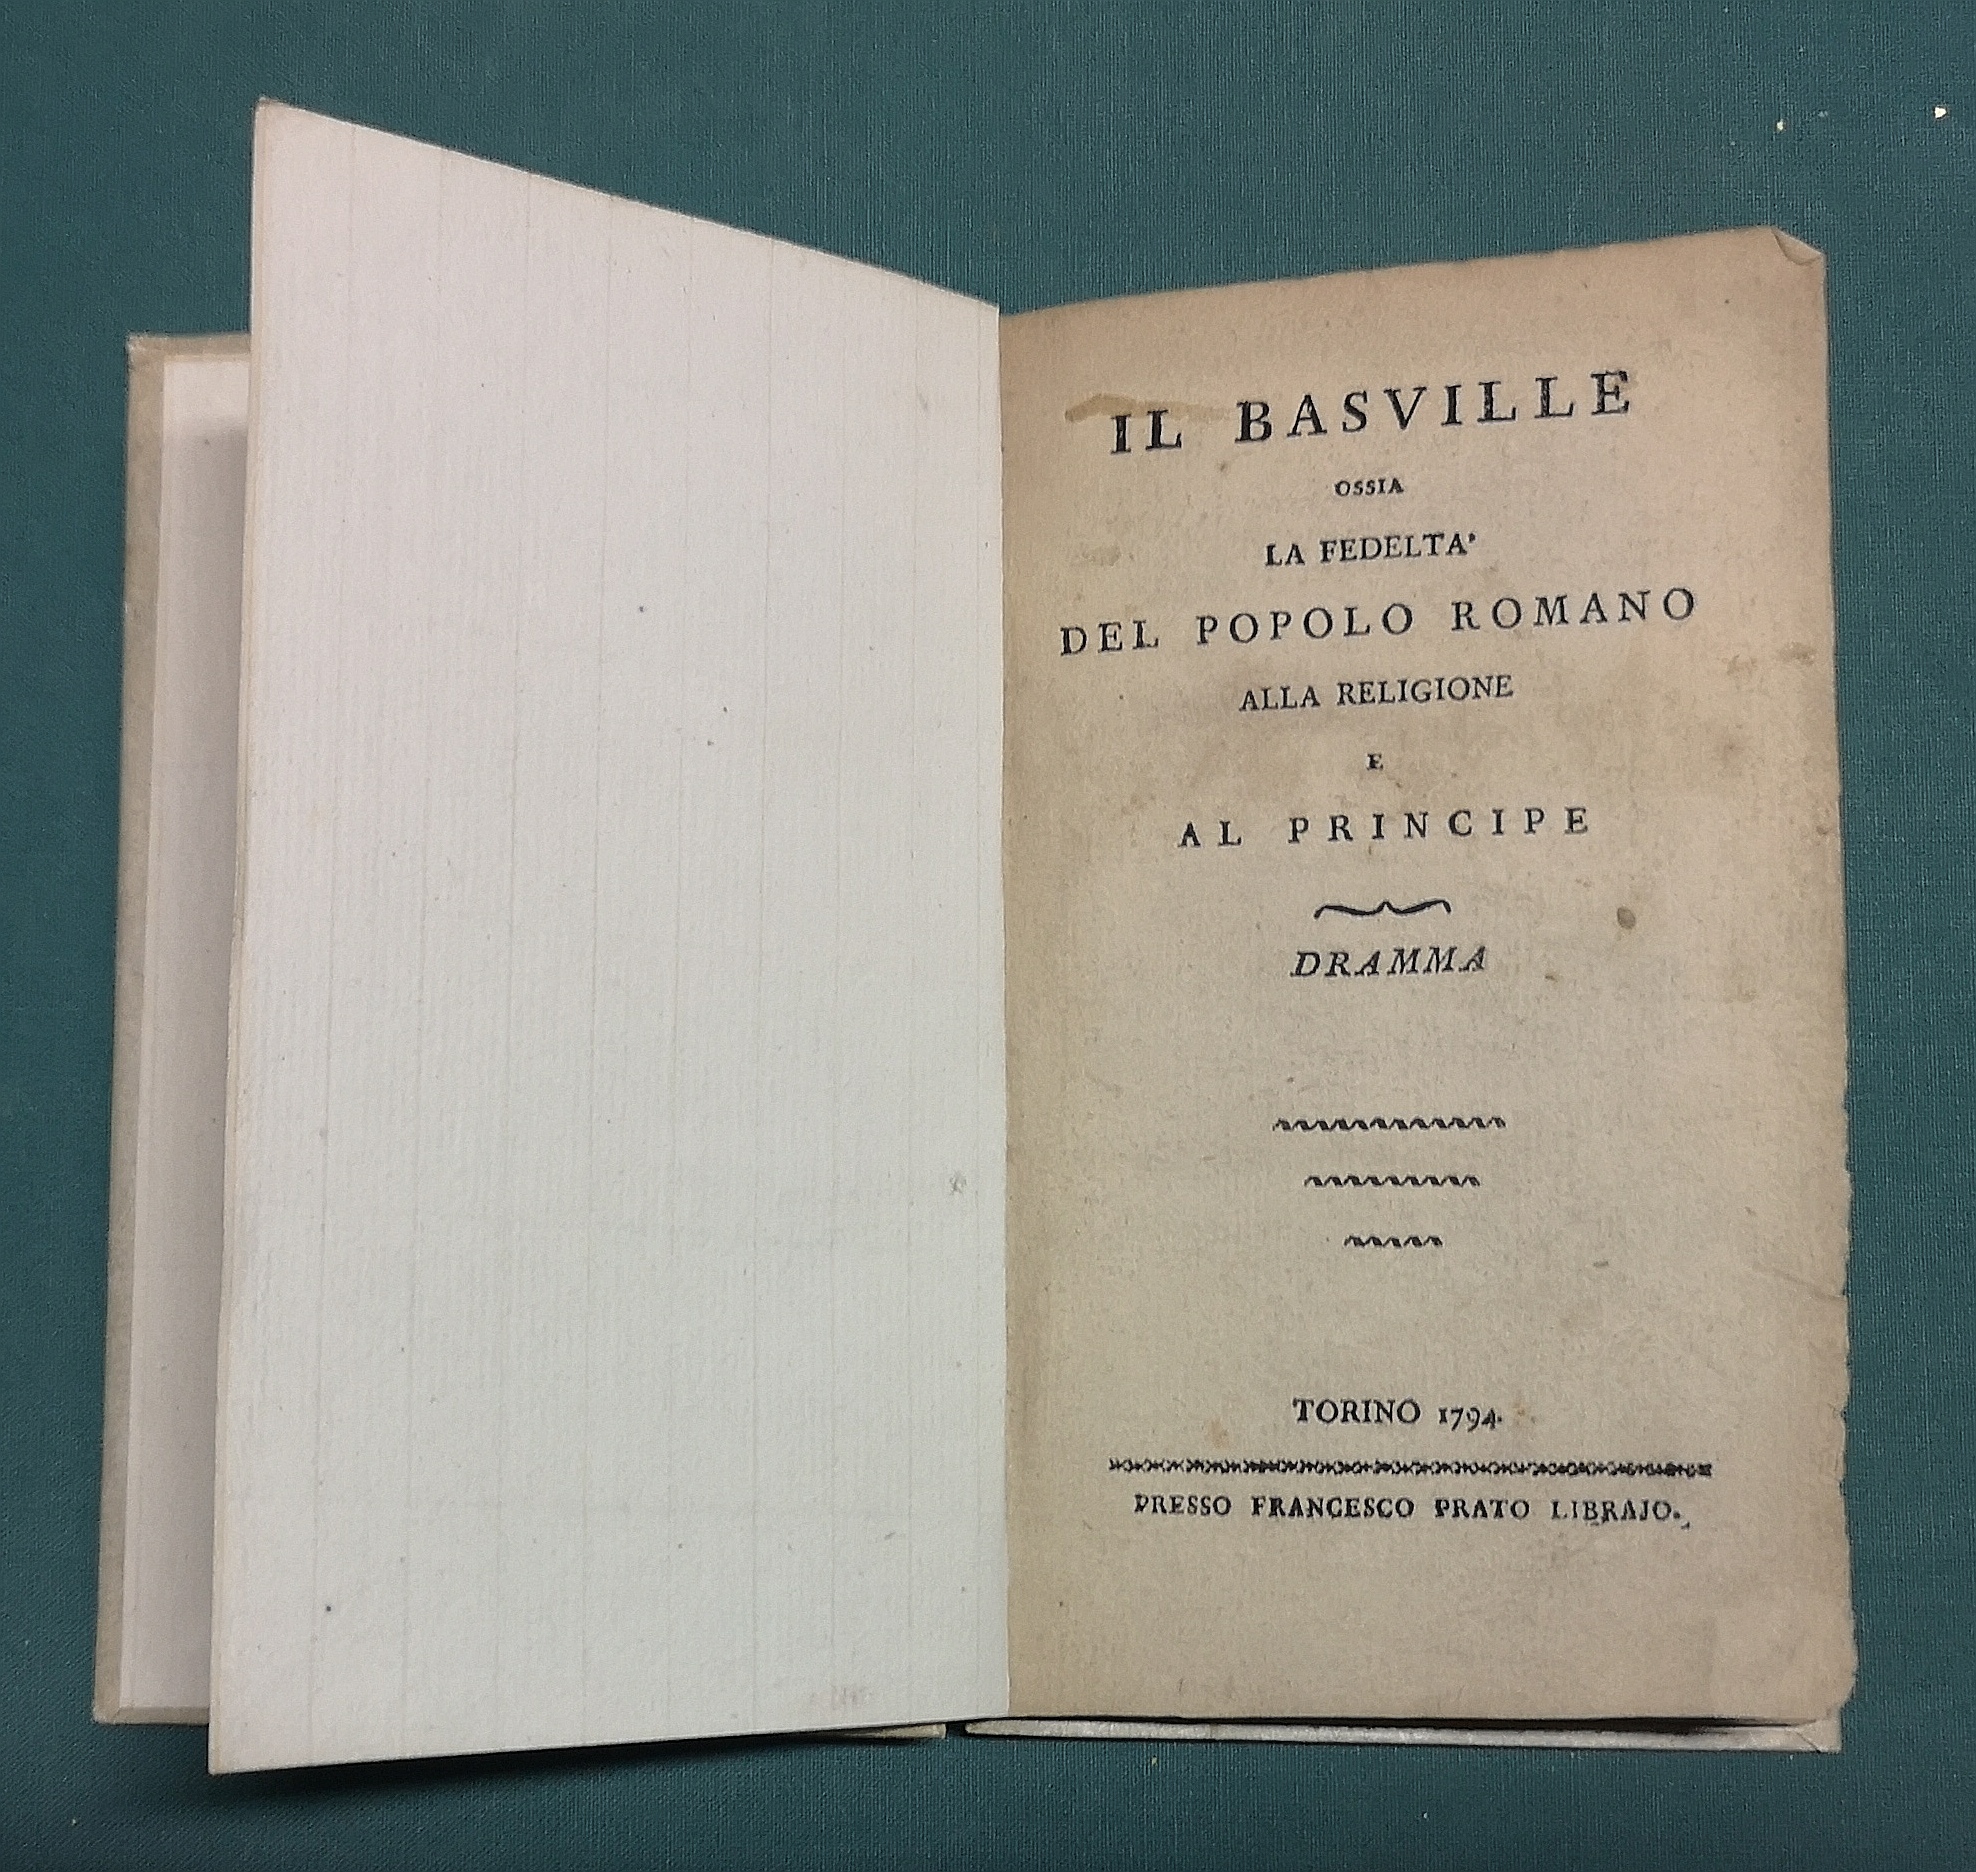 IL BASVILLE
OSSIA
LA FEDELTA'
DEL POPOLO ROMANO
ALLA RELIGIONE
E
AL PRINCIPE
DRAMMA
TORINO 1794.
PRESSO FRANCESCO PRATO LIBRAJO.